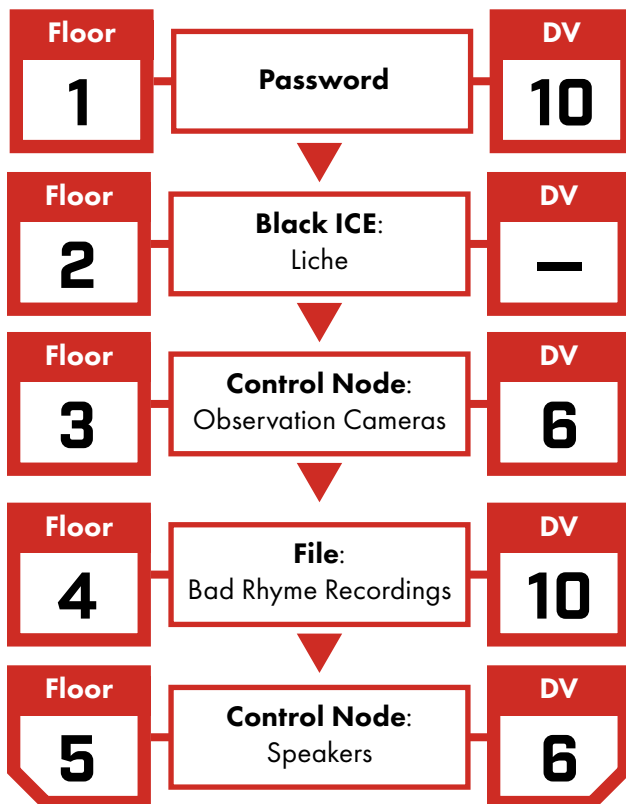 Floor
DV
1
Password
10
Floor
DV
2
Black ICE:
Liche
—
Floor
DV
3
Control Node:
Observation Cameras
6
Floor
DV
4
File:
Bad Rhyme Recordings
10
Floor
DV
5
Control Node:
Speakers
6